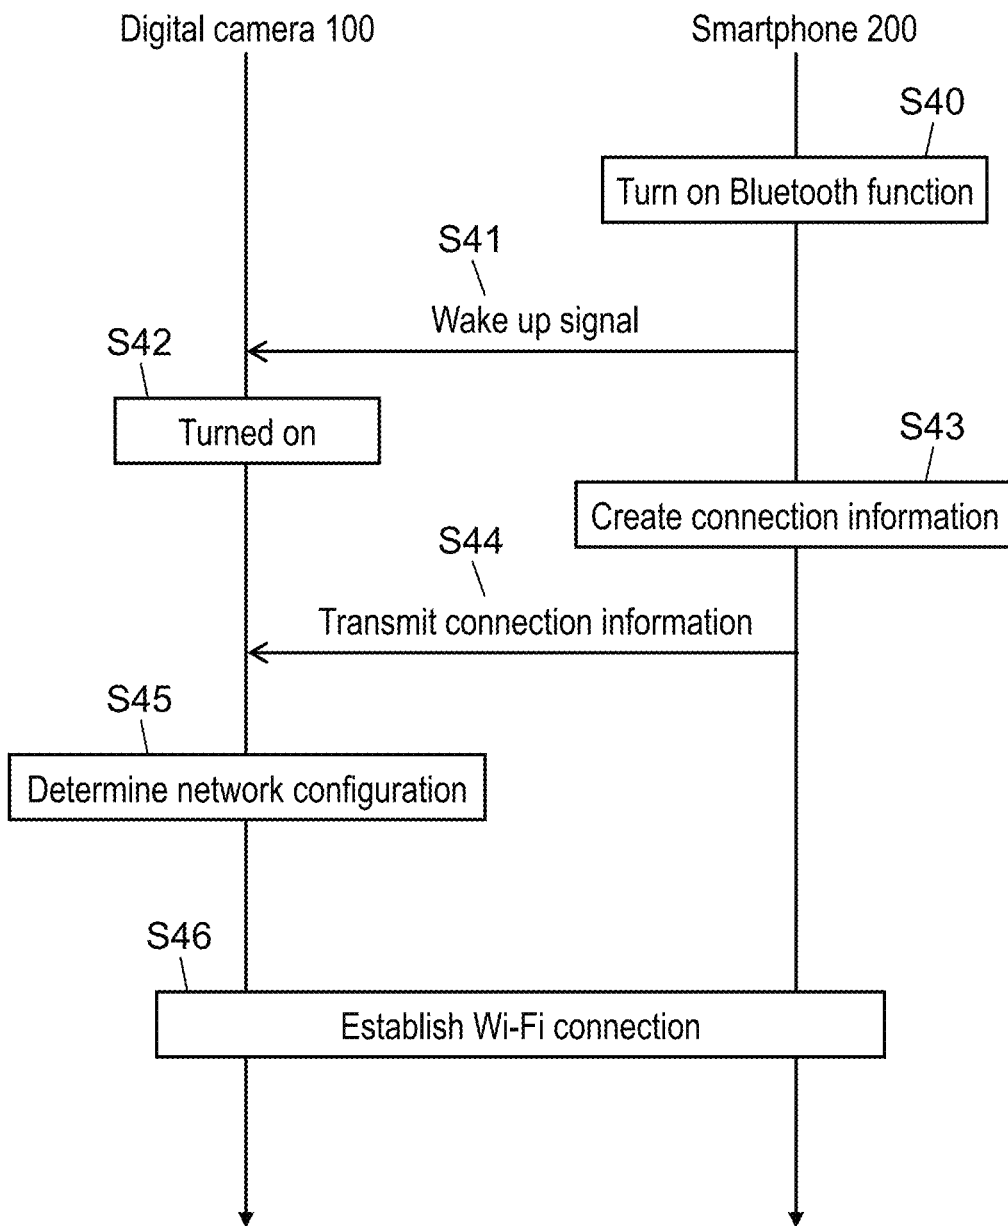 Digital camera 100
Smartphone 200
S40
Turn on Bluetooth function
S41
Wake up signal
S42
Turned on
S43
Create connection information
S44
Transmit connection information
S45
Determine network configuration
S46
Establish Wi-Fi connection